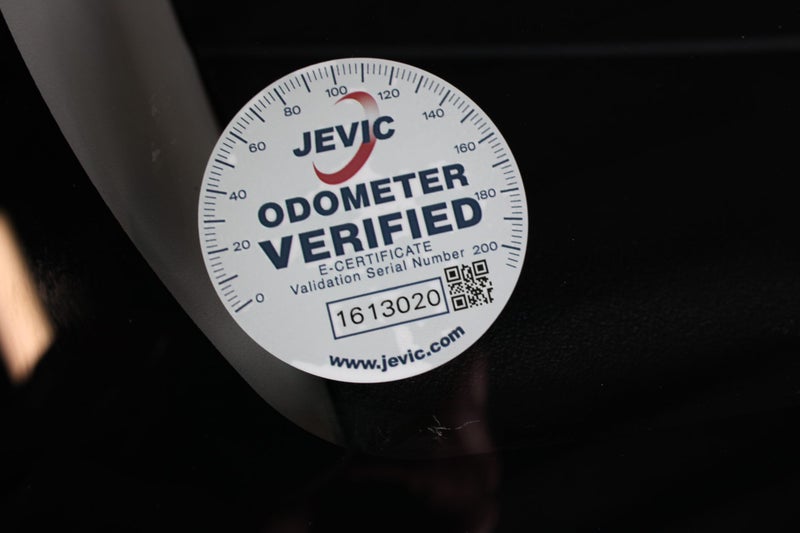 0 20 40 60 80 100 120 140 160 180 200
JEVIC
ODOMETER
VERIFIED
E-CERTIFICATE
Validation Serial Number
1613020
www.jevic.com